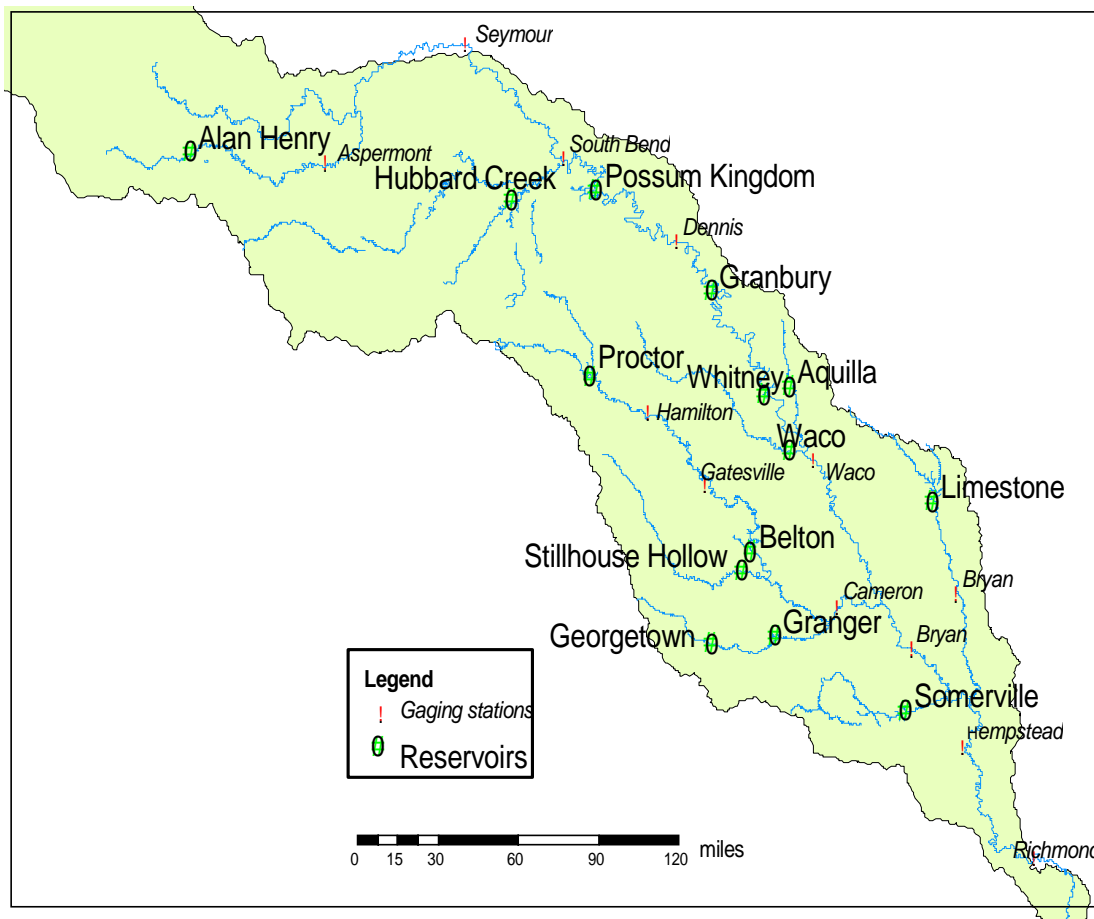 Seymour
Alan Henry
Aspermont
South Bend
Hubbard Creek
Possum Kingdom
Dennis
Granbury
Proctor
Whitney
Aquilla
Hamilton
Waco
Gatesville
Waco
Limestone
Belton
Stillhouse Hollow
Cameron
Bryan
Georgetown
Granger
Bryan
Somerville
Hempstead
Legend
! Gaging stations
0 Reservoirs
0 15 30 60 90 120 miles
Richmond